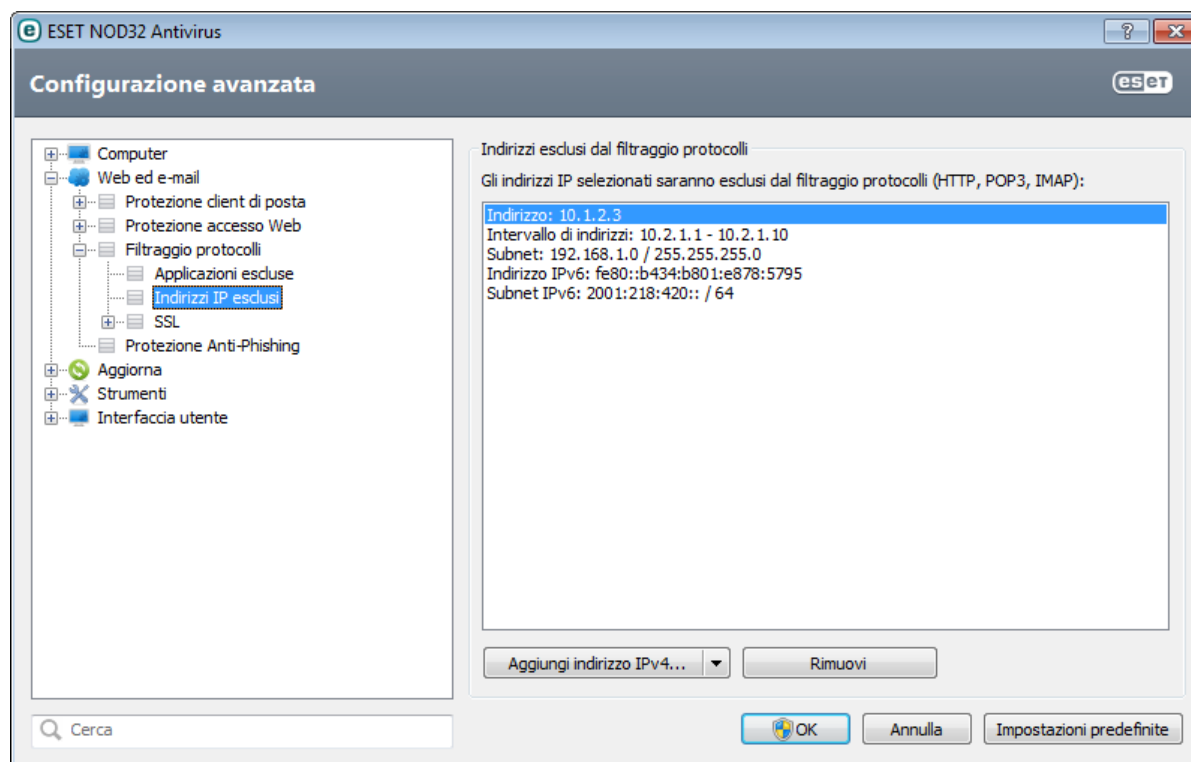 ESET NOD32 Antivirus
Configurazione avanzata
eseT
Computer
Web ed e-mail
Protezione client di posta
Protezione accesso Web
Filtraggio protocolli
Applicazioni escluse
Indirizzi IP esclusi
SSL
Protezione Anti-Phishing
Aggiorna
Strumenti
Interfaccia utente
Cerca
Indirizzi esclusi dal filtraggio protocolli
Gli indirizzi IP selezionati saranno esclusi dal filtraggio protocolli (HTTP, POP3, IMAP):
Indirizzo: 10.1.2.3
Intervallo di indirizzi: 10.2.1.1 - 10.2.1.10
Subnet: 192.168.1.0 / 255.255.255.0
Indirizzo IPv6: fe80::b434:b801:e878:5795
Subnet IPv6: 2001:218:420:: / 64
Aggiungi indirizzo IPv4...
Rimuovi
OK
Annulla
Impostazioni predefinite